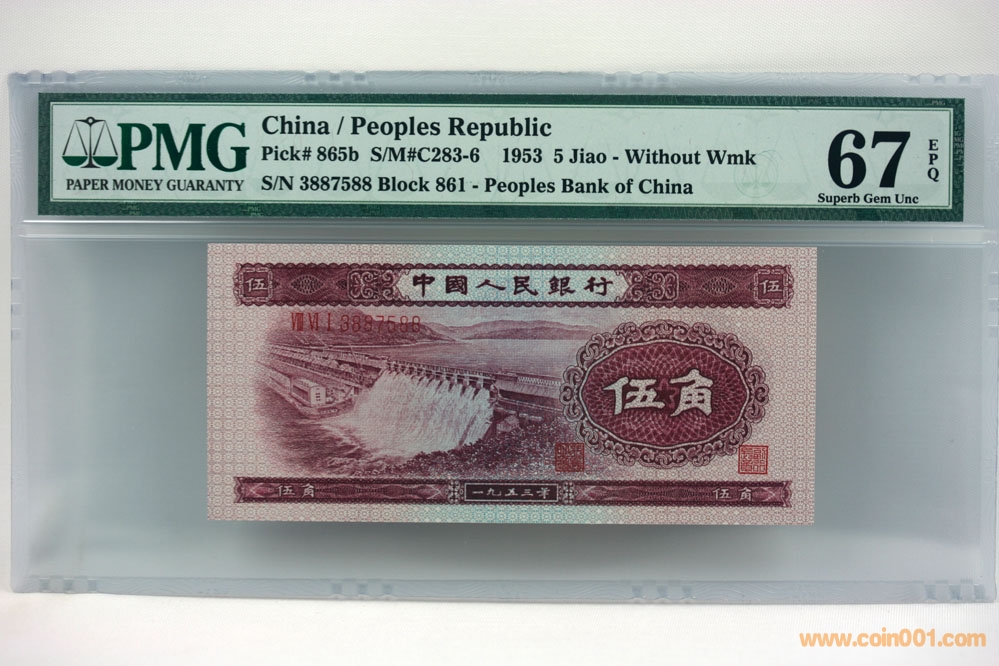 PMG
PAPER MONEY GUARANTY
China / Peoples Republic
Pick# 865b S/M#C283-6 1953 5 Jiao - Without Wmk
S/N 3887588 Block 861 - Peoples Bank of China
67
EPQ
Superb Gem Unc
伍 中國人民銀行 伍
VIII VI I 3887588
伍角
伍角 一九五三年 伍角
www.coin001.com